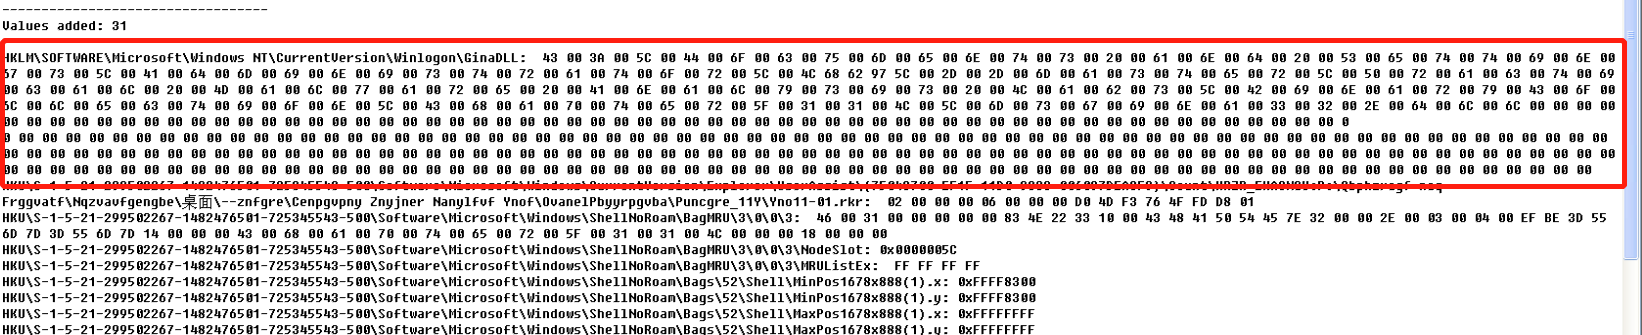 ---------------------------------
Values added: 31
HKLM\SOFTWARE\Microsoft\Windows NT\CurrentVersion\Winlogon\GinaDLL:  43 00 3A 00 5C 00 44 00 6F 00 63 00 75 00 6D 00 65 00 6E 00 74 00 73 00 20 00 61 00 6E 00 64 00 20 00 53 00 65 00 74 00 74 00 69 00 6E 00
67 00 73 00 5C 00 41 00 64 00 6D 00 69 00 6E 00 69 00 73 00 74 00 72 00 61 00 74 00 6F 00 72 00 5C 00 4C 68 62 97 5C 00 2D 00 2D 00 6D 00 61 00 73 00 74 00 65 00 72 00 5C 00 50 00 72 00 61 00 63 00 74 00 69
00 63 00 61 00 6C 00 20 00 4D 00 61 00 6C 00 77 00 61 00 72 00 65 00 20 00 41 00 6E 00 61 00 6C 00 79 00 73 00 69 00 73 00 20 00 4C 00 61 00 62 00 73 00 5C 00 42 00 69 00 6E 00 61 00 72 00 79 00 43 00 6F 00
6C 00 6C 00 65 00 63 00 74 00 69 00 6F 00 6E 00 5C 00 43 00 68 00 61 00 70 00 74 00 65 00 72 00 5F 00 31 00 31 00 4C 00 5C 00 6D 00 73 00 67 00 69 00 6E 00 61 00 33 00 32 00 2E 00 64 00 6C 00 6C 00 00 00 00 00
00 00 00 00 00 00 00 00 00 00 00 00 00 00 00 00 00 00 00 00 00 00 00 00 00 00 00 00 00 00 00 00 00 00 00 00 00 00 00 00 00 00 00 00 00 00 00 00 00 00 00 00 00 00 00 00 00 0
0 00 00 00 00 00 00 00 00 00 00 00 00 00 00 00 00 00 00 00 00 00 00 00 00 00 00 00 00 00 00 00 00 00 00 00 00 00 00 00 00 00 00 00 00 00 00 00 00 00 00 00 00 00 00 00 00 00 00 00 00 00 00 00 00 00 00 00 00
00 00 00 00 00 00 00 00 00 00 00 00 00 00 00 00 00 00 00 00 00 00 00 00 00 00 00 00 00 00 00 00 00 00 00 00 00 00 00 00 00 00 00 00 00 00 00 00 00 00 00 00 00 00 00 00 00 00 00 00 00 00 00 00 00 00 00 00 00
00 00 00 00 00 00 00 00 00 00 00 00 00 00 00 00 00 00 00 00 00 00 00 00 00 00 00 00 00 00 00 00 00 00 00 00 00 00 00 00 00 00 00 00 00 00 00 00 00 00 00 00 00 00 00 00 00 00 00 00 00 00 00 00 00 00 00 00
Frggvatf\Nqzvavfgengbe\桌面\--znfgre\Cenpgvpny Znyjner Nanylfvf Ynof\OvanelPbyyrpgvba\Puncgre_11Y\Yno11-01.rkr:  02 00 00 00 06 00 00 00 D0 4D F3 76 4F FD D8 01
HKU\S-1-5-21-299502267-1482476501-725345543-500\Software\Microsoft\Windows\ShellNoRoam\BagMRU\3\0\0\3:  46 00 31 00 00 00 00 00 83 4E 22 33 10 00 43 48 41 50 54 45 7E 32 00 00 2E 00 03 00 04 00 EF BE 3D 55
6D 7D 3D 55 6D 7D 14 00 00 00 43 00 68 00 61 00 70 00 74 00 65 00 72 00 5F 00 31 00 31 00 4C 00 00 00 18 00 00 00
HKU\S-1-5-21-299502267-1482476501-725345543-500\Software\Microsoft\Windows\ShellNoRoam\BagMRU\3\0\0\3\NodeSlot: 0x0000005C
HKU\S-1-5-21-299502267-1482476501-725345543-500\Software\Microsoft\Windows\ShellNoRoam\BagMRU\3\0\0\3\MRUListEx:  FF FF FF FF
HKU\S-1-5-21-299502267-1482476501-725345543-500\Software\Microsoft\Windows\ShellNoRoam\Bags\52\Shell\MinPos1678x888(1).x: 0xFFFF8300
HKU\S-1-5-21-299502267-1482476501-725345543-500\Software\Microsoft\Windows\ShellNoRoam\Bags\52\Shell\MinPos1678x888(1).y: 0xFFFF8300
HKU\S-1-5-21-299502267-1482476501-725345543-500\Software\Microsoft\Windows\ShellNoRoam\Bags\52\Shell\MaxPos1678x888(1).x: 0xFFFFFFFF
HKU\S-1-5-21-299502267-1482476501-725345543-500\Software\Microsoft\Windows\ShellNoRoam\Bags\52\Shell\MaxPos1678x888(1).y: 0xFFFFFFFF